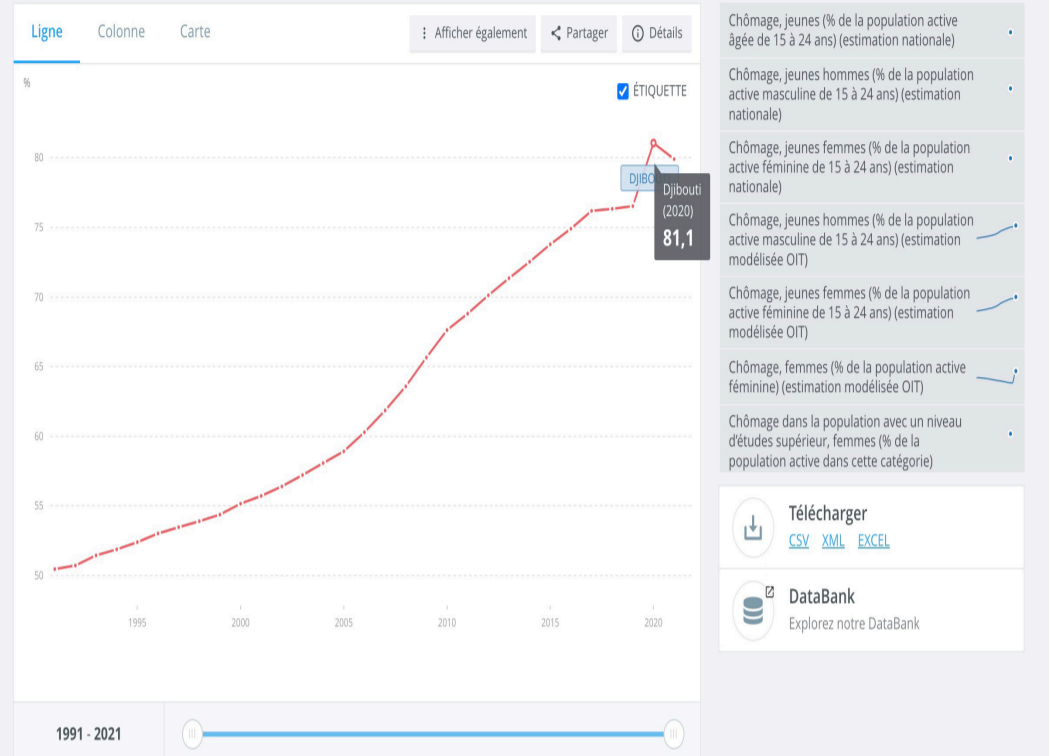 Ligne
Colonne
Carte
Afficher également
Partager
Détails
%
ÉTIQUETTE
80
75
70
65
60
55
50
DJIBO
Djibouti
(2020)
81,1
1995
2000
2005
2010
2015
2020
1991 - 2021
Chômage, jeunes (% de la population active
âgée de 15 à 24 ans) (estimation nationale)
Chômage, jeunes hommes (% de la population
active masculine de 15 à 24 ans) (estimation
nationale)
Chômage, jeunes femmes (% de la population
active féminine de 15 à 24 ans) (estimation
nationale)
Chômage, jeunes hommes (% de la population
active masculine de 15 à 24 ans) (estimation
modélisée OIT)
Chômage, jeunes femmes (% de la population
active féminine de 15 à 24 ans) (estimation
modélisée OIT)
Chômage, femmes (% de la population active
féminine) (estimation modélisée OIT)
Chômage dans la population avec un niveau
d'études supérieur, femmes (% de la
population active dans cette catégorie)
Télécharger
CSV XML EXCEL
DataBank
Explorez notre DataBank